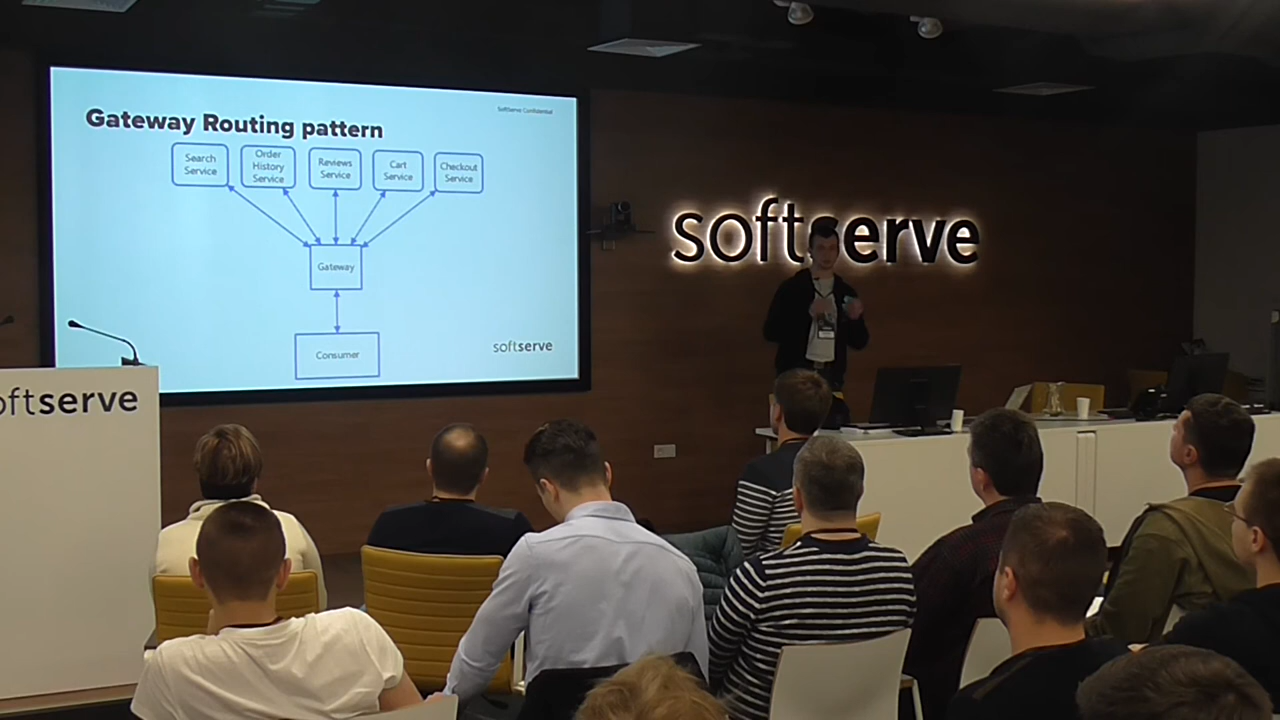 SoftServe Confidential
Gateway Routing pattern
Search
Service
Order
History
Service
Reviews
Service
Cart
Service
Checkout
Service
Gateway
Consumer
softserve
softserve
oftserve